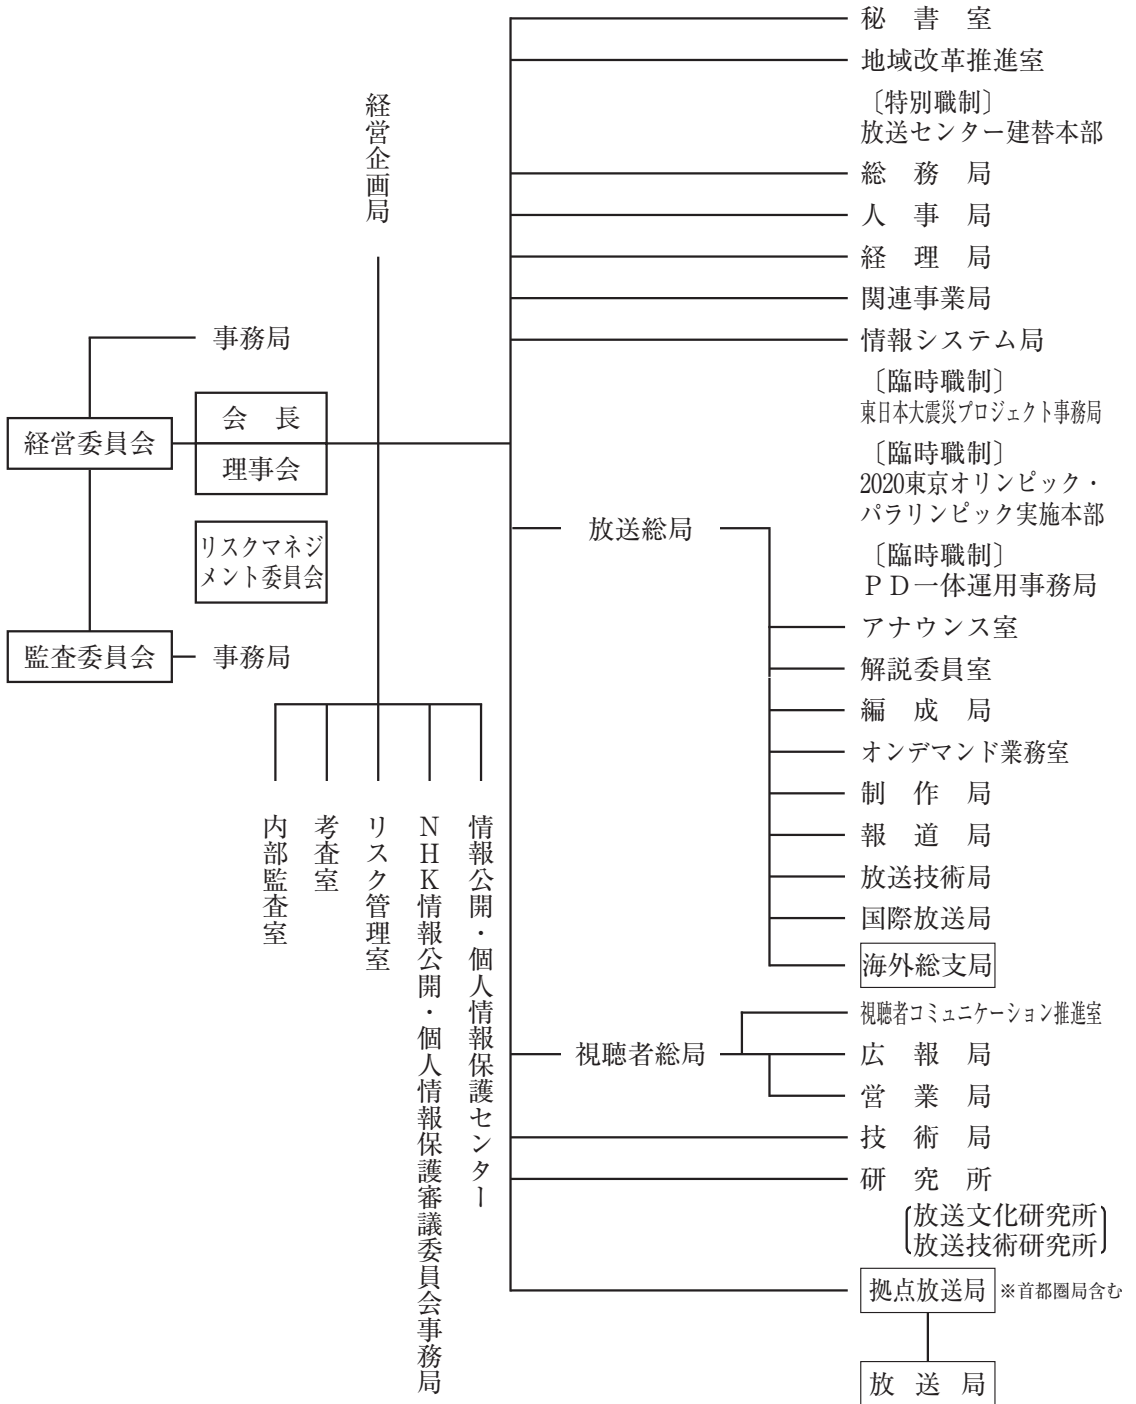 秘書室
地域改革推進室
〔特別職制〕
放送センター建替本部
総務局
人事局
経理局
関連事業局
情報システム局
〔臨時職制〕
東日本大震災プロジェクト事務局
〔臨時職制〕
2020東京オリンピック・
パラリンピック実施本部
〔臨時職制〕
ＰＤ一体運用事務局
経営企画局
事務局
経営委員会
会長
理事会
リスクマネジ
メント委員会
監査委員会
事務局
内部監査室
考査室
リスク管理室
ＮＨＫ情報公開・個人情報保護審議委員会事務局
情報公開・個人情報保護センター
放送総局
アナウンス室
解説委員室
編成局
オンデマンド業務室
制作局
報道局
放送技術局
国際放送局
海外総支局
視聴者総局
視聴者コミュニケーション推進室
広報局
営業局
技術局
研究所
放送文化研究所
放送技術研究所
拠点放送局 ※首都圏局含む
放送局